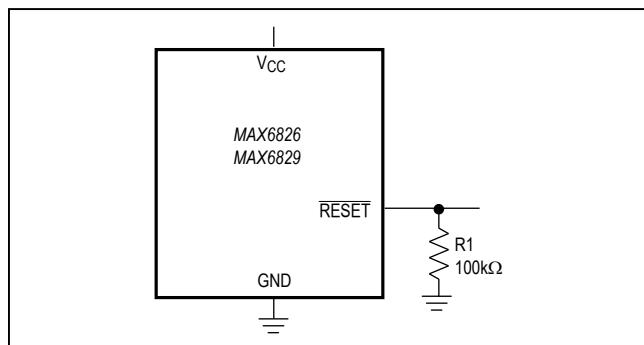 VCC
MAX6826
MAX6829
RESET
R1
100kΩ
GND